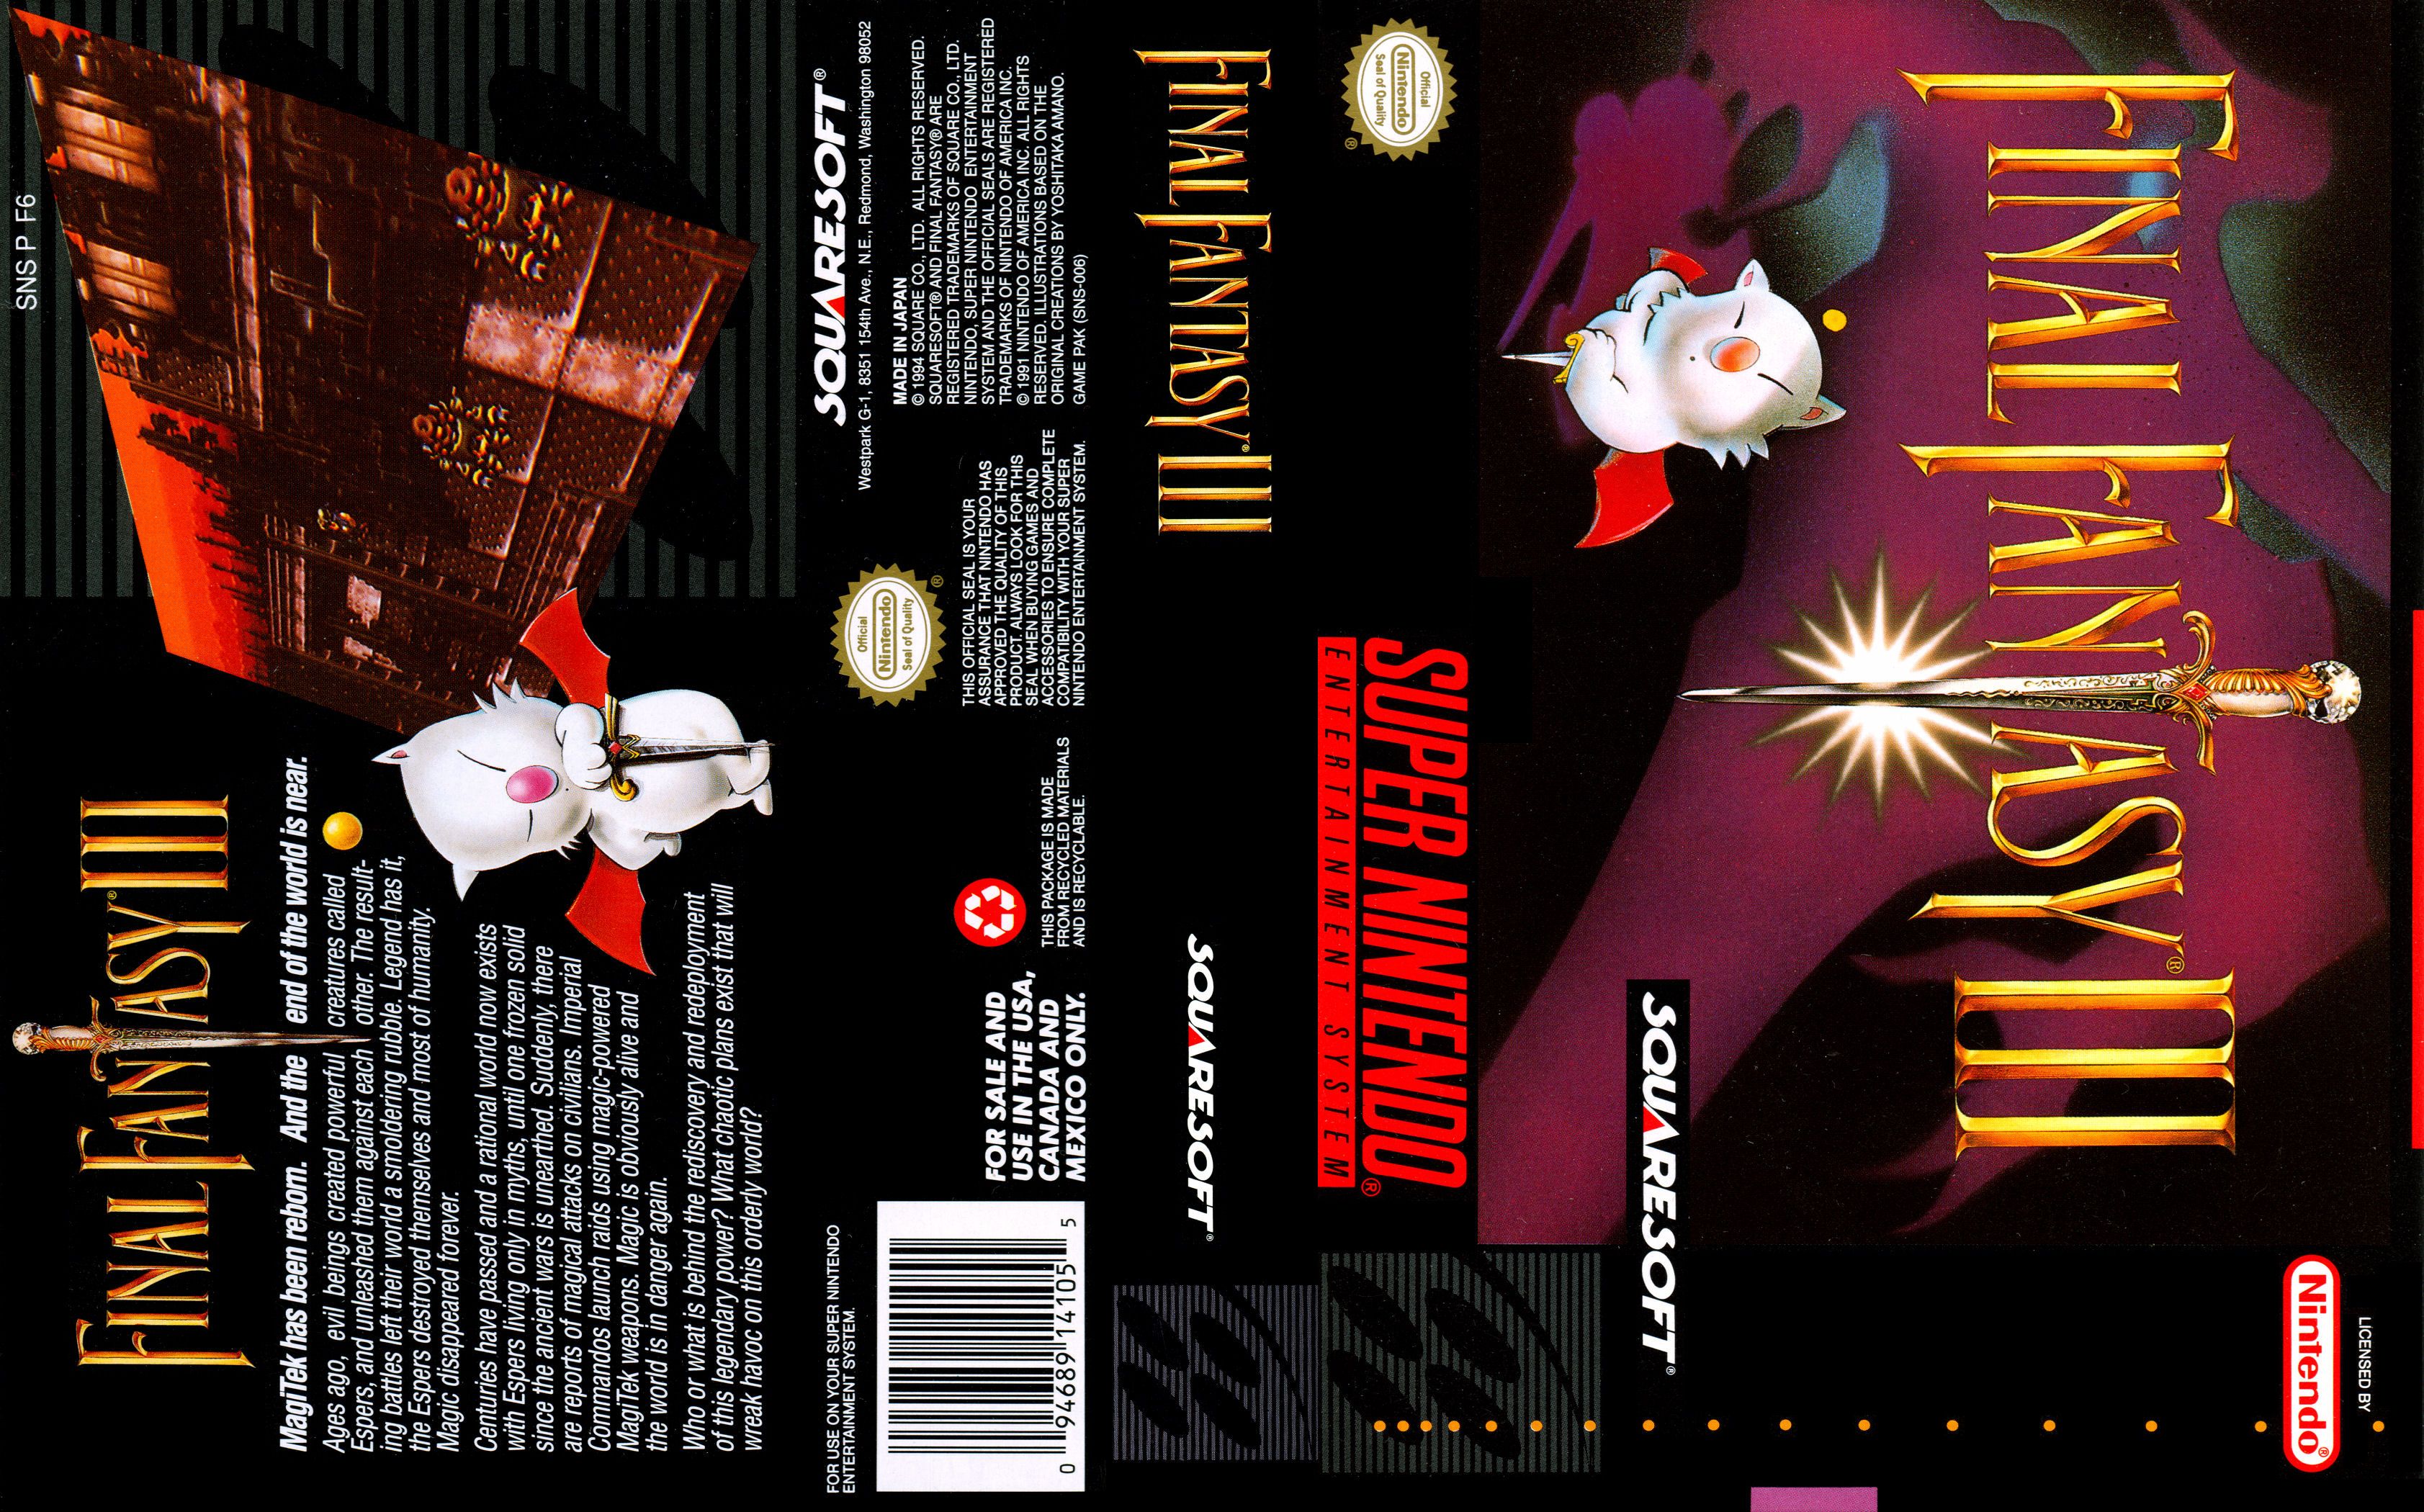 LICENSED BY
Nintendo®
FINAL FANTASY® III
SQUARESOFT®
SUPER NINTENDO®
ENTERTAINMENT SYSTEM
Official
Nintendo
Seal of Quality
®
FINAL FANTASY® III
SQUARESOFT®
SNS P F6
FINAL FANTASY® III
MagiTek has been reborn. And the end of the world is near.
Ages ago, evil beings created powerful creatures called
Espers, and unleashed them against each other. The result-
ing battles left their world a smoldering rubble. Legend has it,
the Espers destroyed themselves and most of humanity.
Magic disappeared forever.
Centuries have passed and a rational world now exists
with Espers living only in myths, until one frozen solid
since the ancient wars is unearthed. Suddenly, there
are reports of magical attacks on civilians. Imperial
Commandos launch raids using magic-powered
MagiTek weapons. Magic is obviously alive and
the world is in danger again.
Who or what is behind the rediscovery and redeployment
of this legendary power? What chaotic plans exist that will
wreak havoc on this orderly world?
FOR USE ON YOUR SUPER NINTENDO
ENTERTAINMENT SYSTEM.
0 94689 14105 5
FOR SALE AND
USE IN THE USA,
CANADA AND
MEXICO ONLY.
THIS PACKAGE IS MADE
FROM RECYCLED MATERIALS
AND IS RECYCLABLE.
Official
Nintendo
Seal of Quality
®
THIS OFFICIAL SEAL IS YOUR
ASSURANCE THAT NINTENDO HAS
APPROVED THE QUALITY OF THIS
PRODUCT. ALWAYS LOOK FOR THIS
SEAL WHEN BUYING GAMES AND
ACCESSORIES TO ENSURE COMPLETE
COMPATIBILITY WITH YOUR SUPER
NINTENDO ENTERTAINMENT SYSTEM.
SQUARESOFT®
Westpark G-1, 8351 154th Ave., N.E., Redmond, Washington 98052
MADE IN JAPAN
© 1994 SQUARE CO., LTD. ALL RIGHTS RESERVED.
SQUARESOFT® AND FINAL FANTASY® ARE
REGISTERED TRADEMARKS OF SQUARE CO., LTD.
NINTENDO, SUPER NINTENDO ENTERTAINMENT
SYSTEM AND THE OFFICIAL SEALS ARE REGISTERED
TRADEMARKS OF NINTENDO OF AMERICA INC.
© 1991 NINTENDO OF AMERICA INC. ALL RIGHTS
RESERVED. ILLUSTRATIONS BASED ON THE
ORIGINAL CREATIONS BY YOSHITAKA AMANO.
GAME PAK (SNS-006)